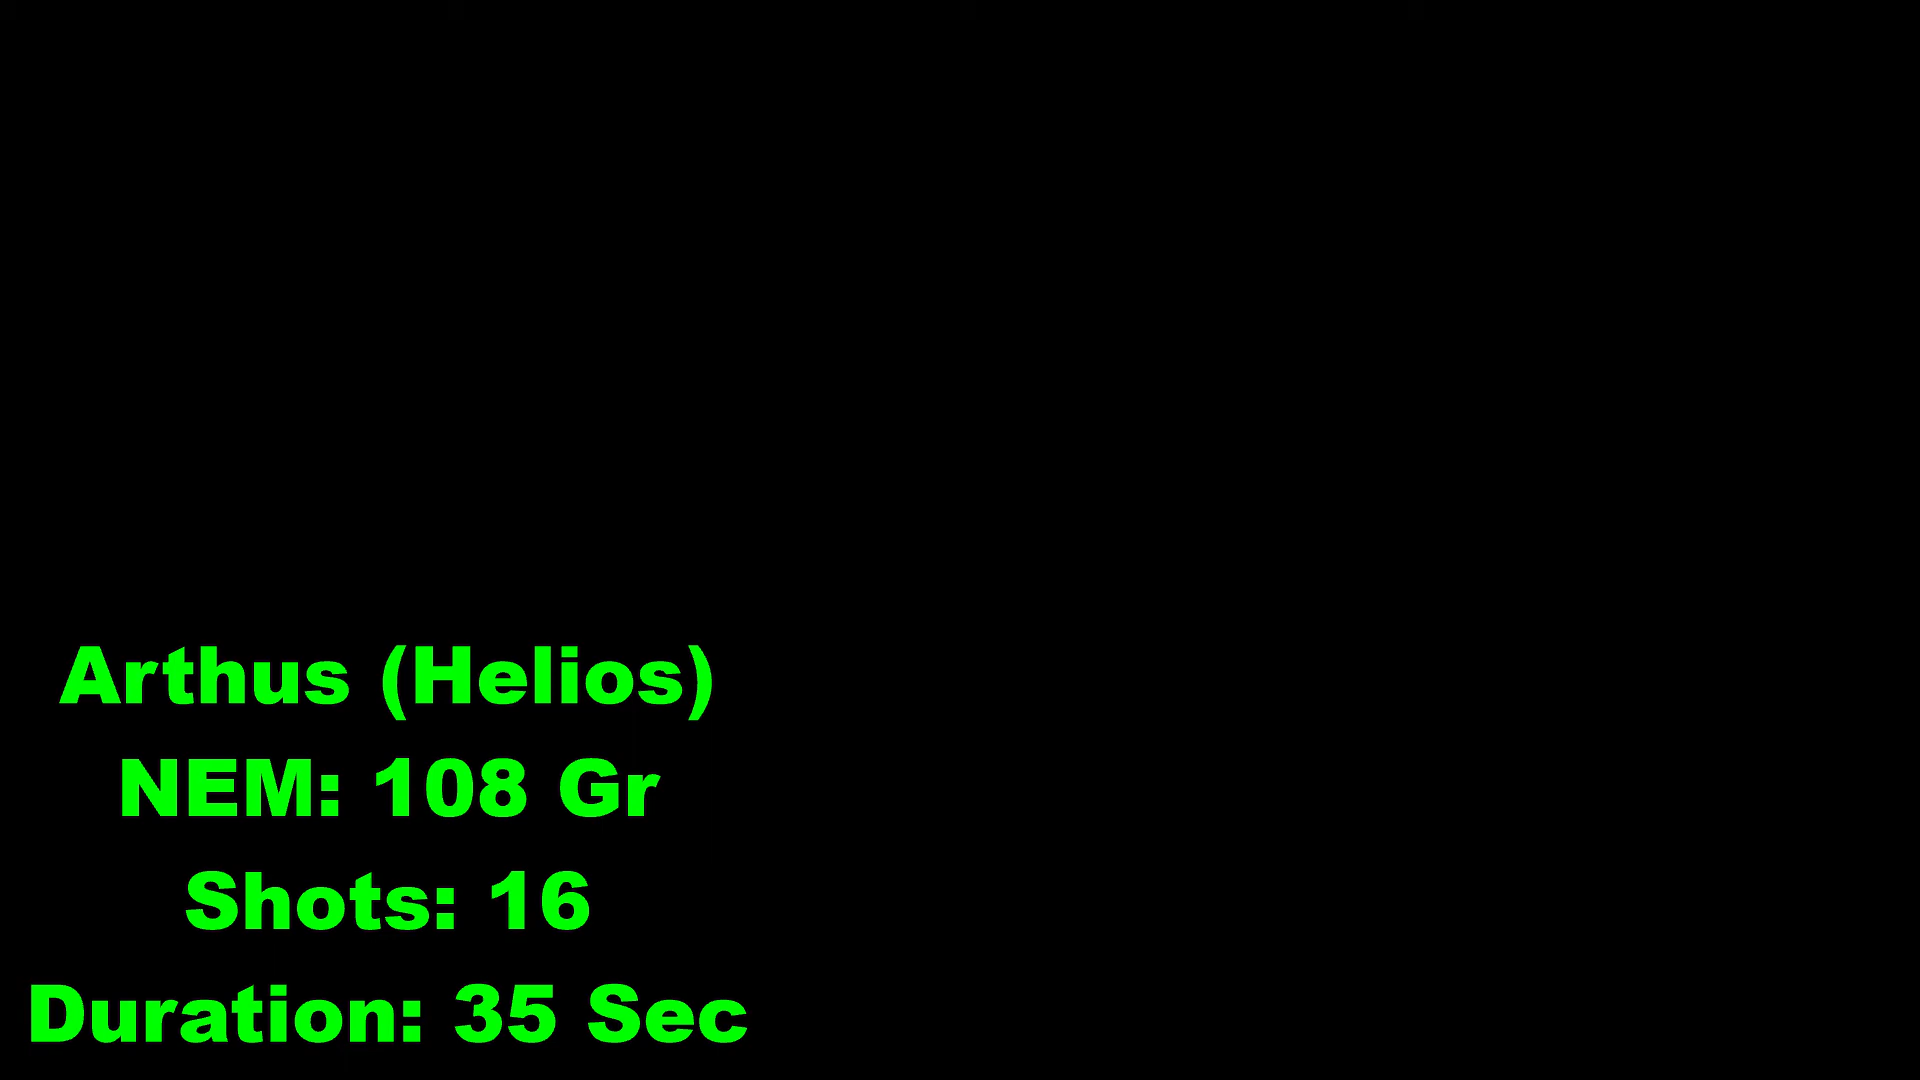 Arthus (Helios)
NEM: 108 Gr
Shots: 16
Duration: 35 Sec